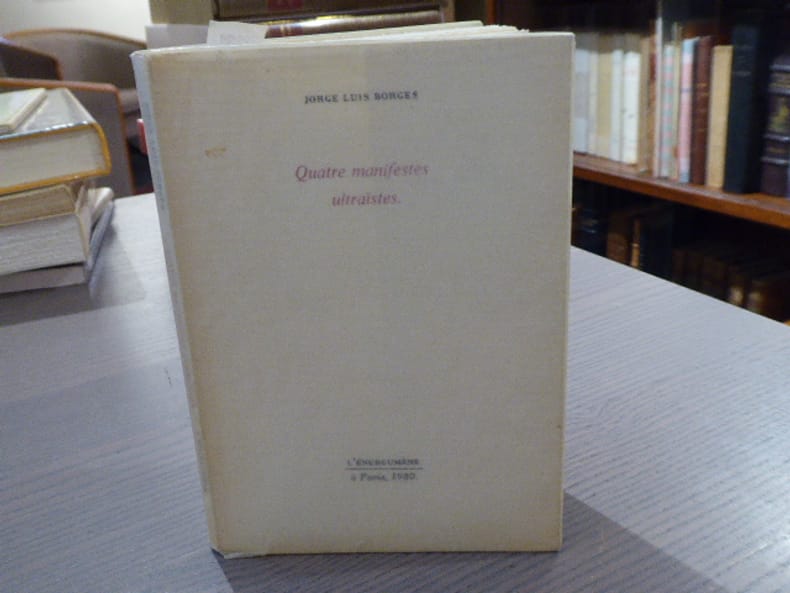 JORGE LUIS BORGES
Quatre manifestes
ultraïstes.
L'ÉNERGUMÈNE
à Paris, 1980.